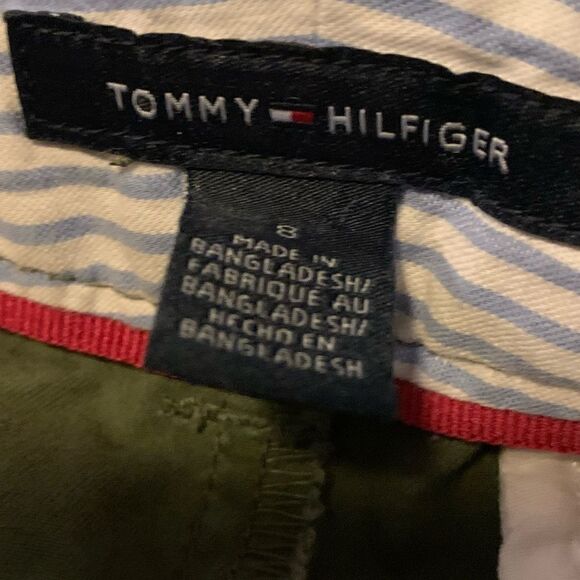 TOMMY HILFIGER
8
MADE IN
BANGLADESH/
FABRIQUÉ AU
BANGLADESH/
HECHO EN
BANGLADESH